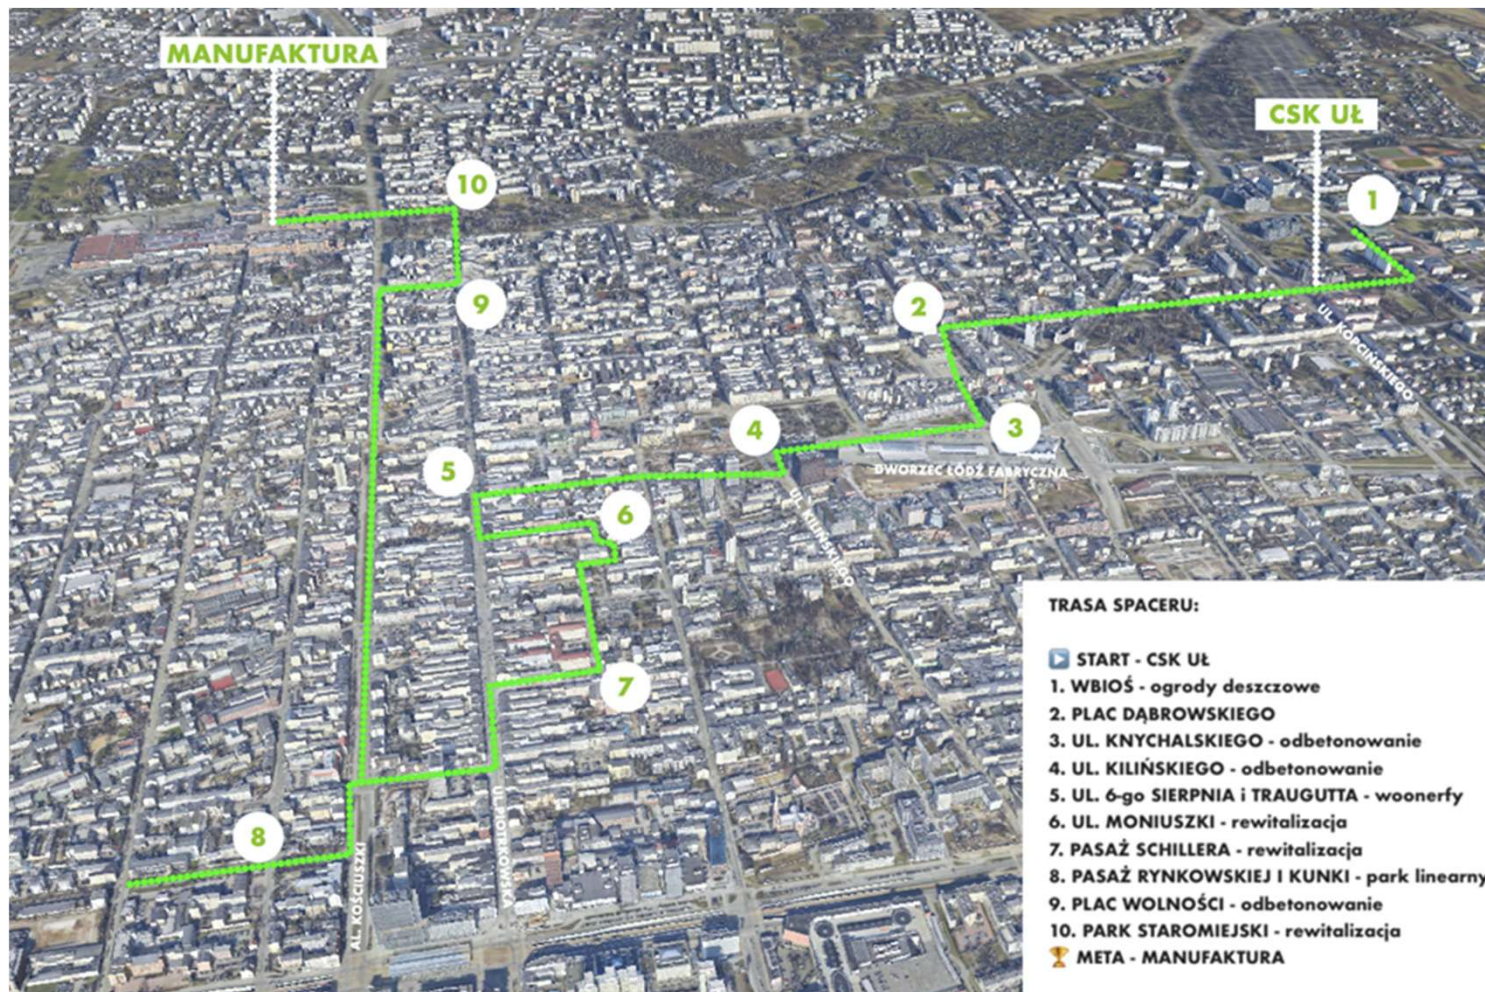 MANUFAKTURA
CSK UŁ
10
1
9
2
UL. KOPCIŃSKIEGO
4
3
5
DWORZEC ŁÓDŹ FABRYCZNA
6
UL. KILIŃSKIEGO
7
UL. PIOTRKOWSKA
8
AL. KOŚCIUSZKI
TRASA SPACERU:
START - CSK UŁ
1. WBIOŚ - ogrody deszczowe
2. PLAC DĄBROWSKIEGO
3. UL. KNYCHALSKIEGO - odbetonowanie
4. UL. KILIŃSKIEGO - odbetonowanie
5. UL. 6-go SIERPNIA i TRAUGUTTA - woonerfy
6. UL. MONIUSZKI - rewitalizacja
7. PASAŻ SCHILLERA - rewitalizacja
8. PASAŻ RYNKOWSKIEJ I KUNKI - park linearny
9. PLAC WOLNOŚCI - odbetonowanie
10. PARK STAROMIEJSKI - rewitalizacja
META - MANUFAKTURA